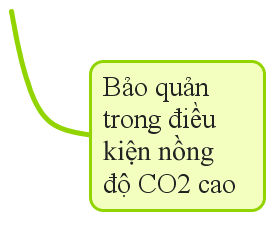 Bảo quản
trong điều
kiện nồng
độ CO2 cao